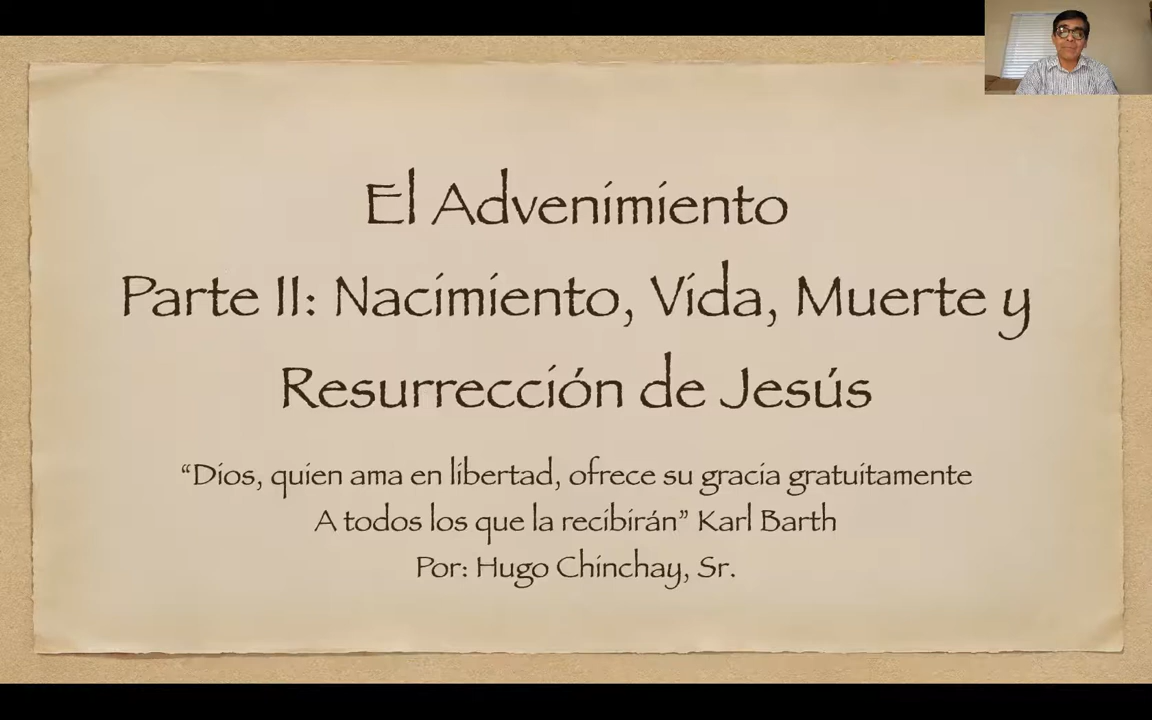 El Advenimiento
Parte II: Nacimiento, Vida, Muerte y
Resurrección de Jesús
“Dios, quien ama en libertad, ofrece su gracia gratuitamente
A todos los que la recibirán” Karl Barth
Por: Hugo Chinchay, Sr.